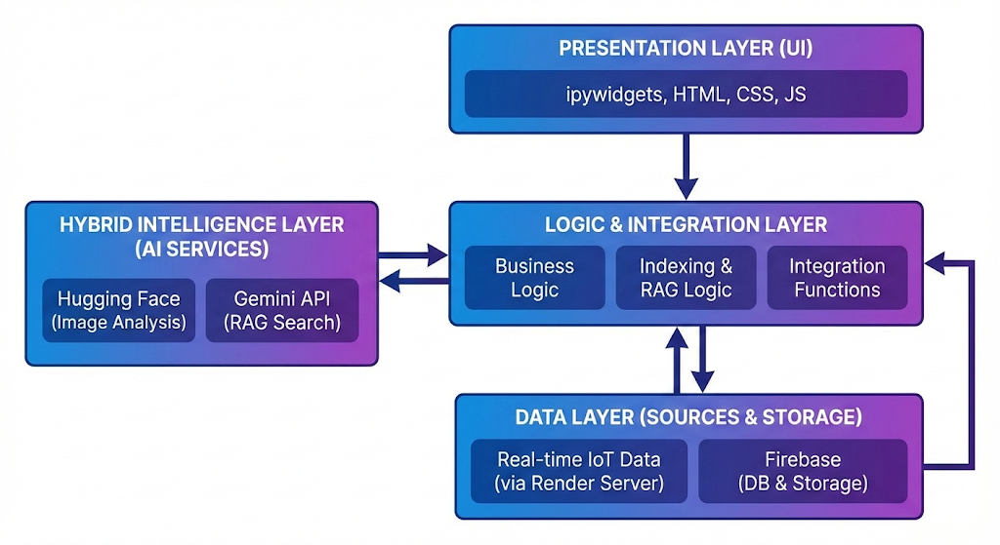 PRESENTATION LAYER (UI)
ipywidgets, HTML, CSS, JS
HYBRID INTELLIGENCE LAYER
(AI SERVICES)
Hugging Face
(Image Analysis)
Gemini API
(RAG Search)
LOGIC & INTEGRATION LAYER
Business
Logic
Indexing &
RAG Logic
Integration
Functions
DATA LAYER (SOURCES & STORAGE)
Real-time IoT Data
(via Render Server)
Firebase
(DB & Storage)